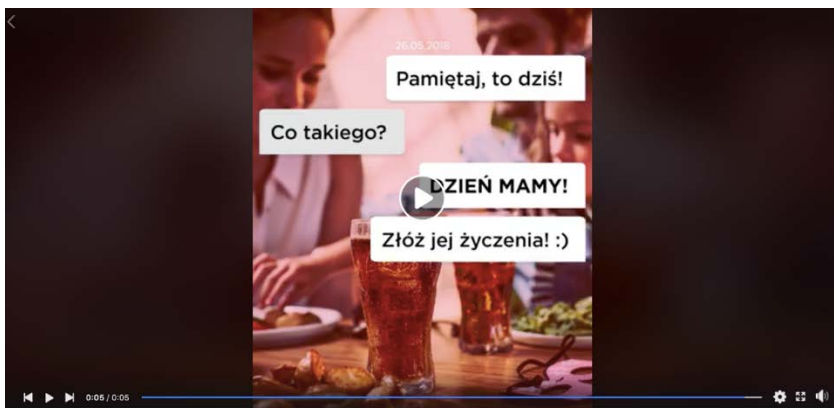 26.05.2018
Pamiętaj, to dziś!
Co takiego?
DZIEŃ MAMY!
Złóż jej życzenia! :)
0:05 / 0:05